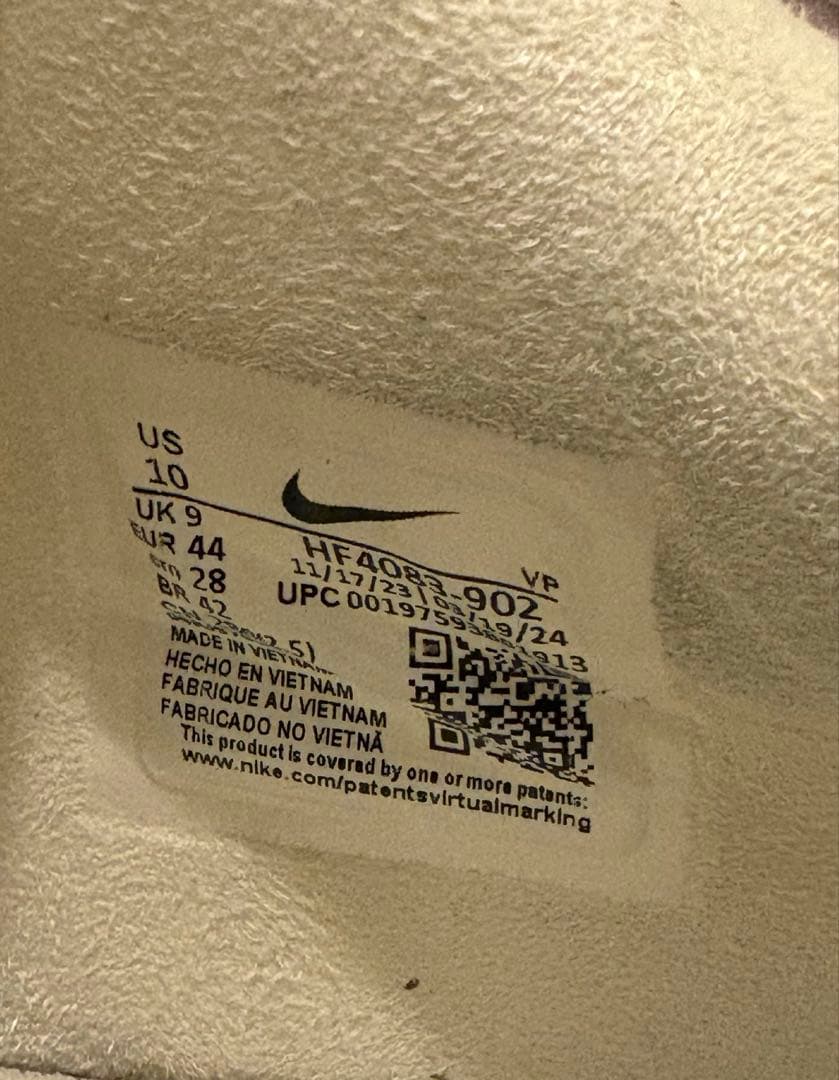 US
10
UK 9
EUR 44
cm 28
BR 42
VP
HF4083-902
11/17/23 | 03/19/24
UPC
MADE IN VIETNAM
HECHO EN VIETNAM
FABRIQUE AU VIETNAM
FABRICADO NO VIETNÃ
This product is covered by one or more patents:
www.nike.com/patentsvirtualmarking